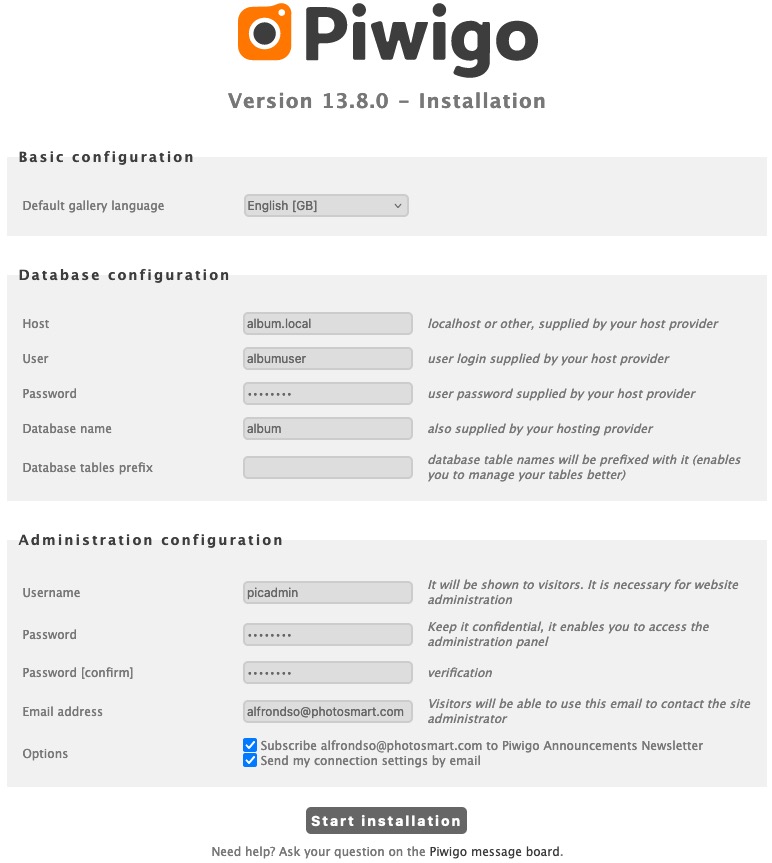 Piwigo
Version 13.8.0 - Installation
Basic configuration
Default gallery language English [GB]
Database configuration
Host album.local localhost or other, supplied by your host provider
User albumuser user login supplied by your host provider
Password •••••••• user password supplied by your host provider
Database name album also supplied by your hosting provider
Database tables prefix database table names will be prefixed with it (enables
you to manage your tables better)
Administration configuration
Username picadmin It will be shown to visitors. It is necessary for website
administration
Password •••••••• Keep it confidential, it enables you to access the
administration panel
Password [confirm] •••••••• verification
Email address alfrondso@photosmart.com Visitors will be able to use this email to contact the site
administrator
Options Subscribe alfrondso@photosmart.com to Piwigo Announcements Newsletter
Send my connection settings by email
Start installation
Need help? Ask your question on the Piwigo message board.